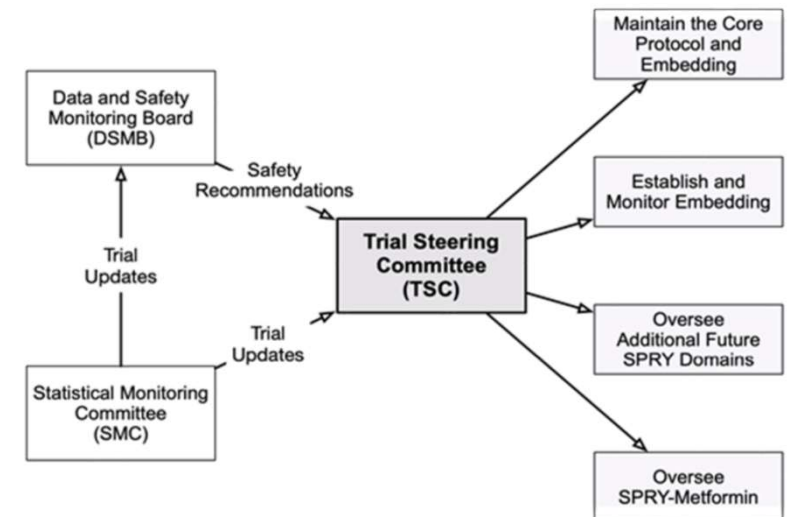 Maintain the Core
Protocol and
Embedding
Data and Safety
Monitoring Board
(DSMB)
Safety
Recommendations
Establish and
Monitor Embedding
Trial Steering
Committee
(TSC)
Trial
Updates
Trial
Updates
Oversee
Additional Future
SPRY Domains
Statistical Monitoring
Committee
(SMC)
Oversee
SPRY-Metformin